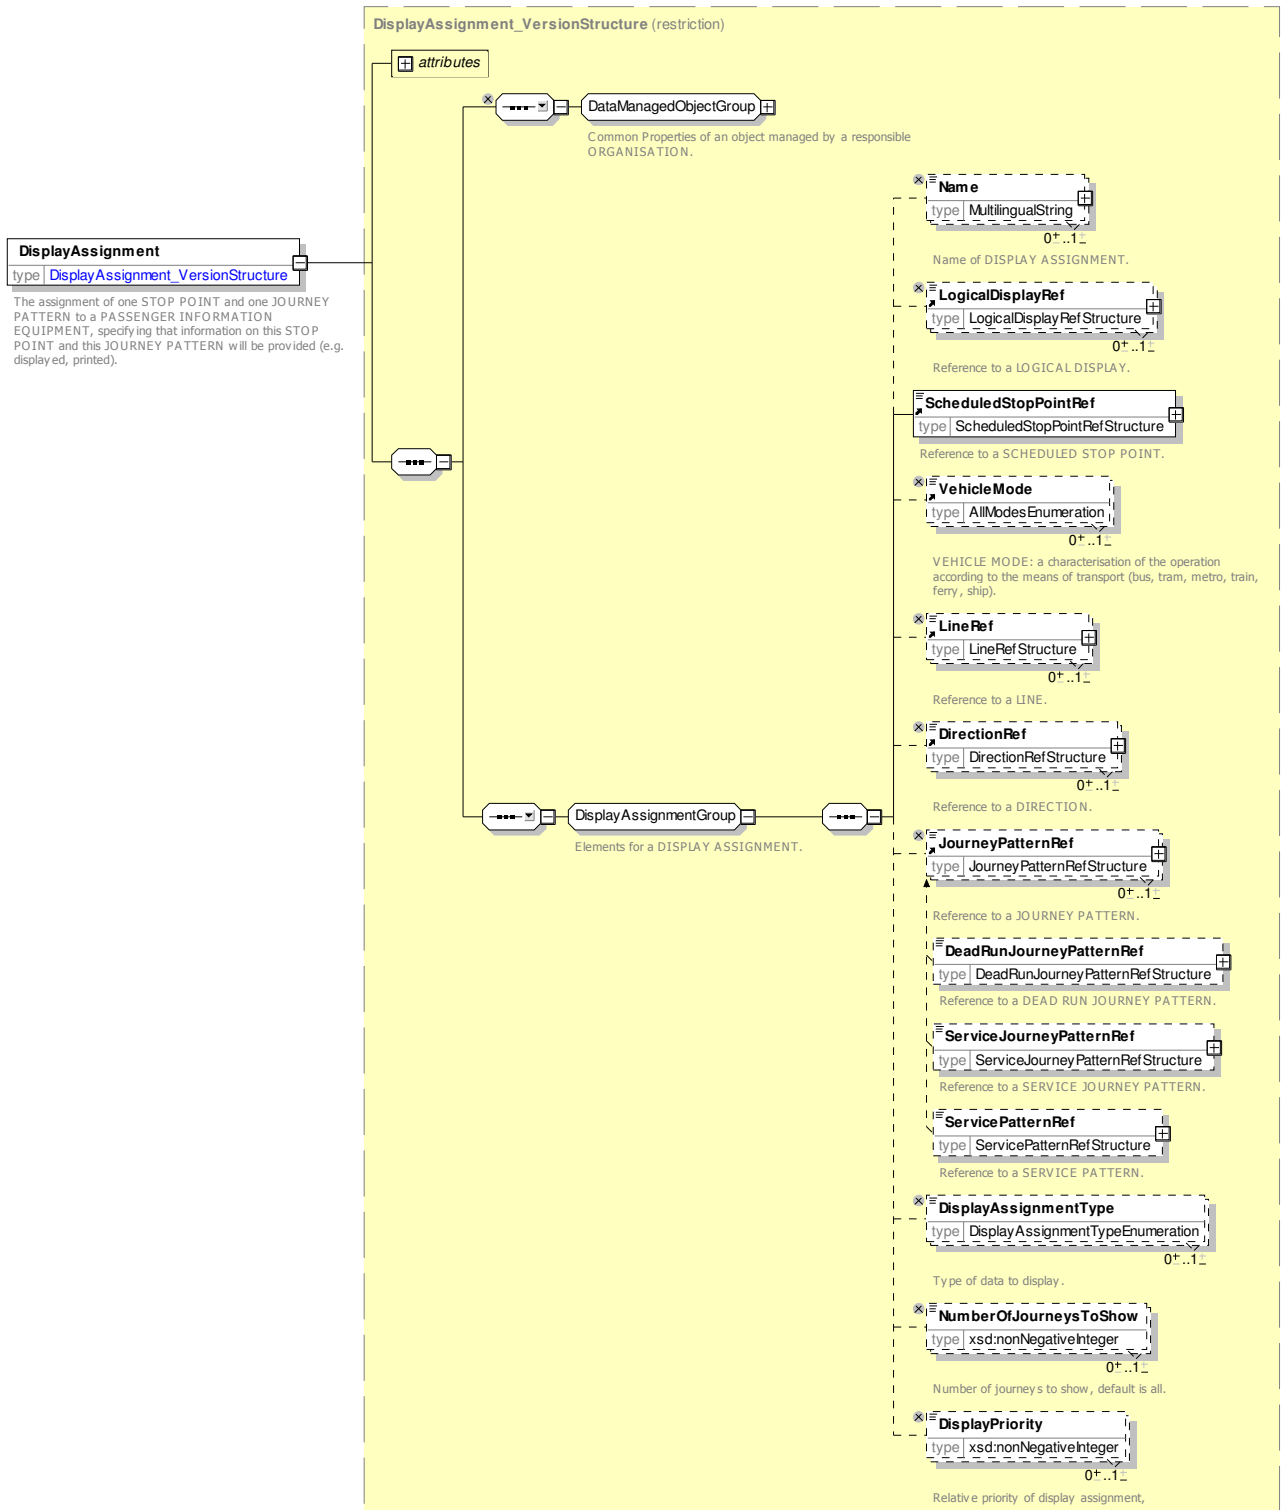 DisplayAssignment_VersionStructure (restriction)
attributes
DataManagedObjectGroup
Common Properties of an object managed by a responsible
ORGANISATION.
Name
type MultilingualString
0..1
Name of DISPLAY ASSIGNMENT.
DisplayAssignment
type DisplayAssignment_VersionStructure
The assignment of one STOP POINT and one JOURNEY
PATTERN to a PASSENGER INFORMATION
EQUIPMENT, specifying that information on this STOP
POINT and this JOURNEY PATTERN will be provided (e.g.
displayed, printed).
LogicalDisplayRef
type LogicalDisplayRefStructure
0..1
Reference to a LOGICAL DISPLAY.
ScheduledStopPointRef
type ScheduledStopPointRefStructure
Reference to a SCHEDULED STOP POINT.
VehicleMode
type AllModesEnumeration
0..1
VEHICLE MODE: a characterisation of the operation
according to the means of transport (bus, tram, metro, train,
ferry, ship).
LineRef
type LineRefStructure
0..1
Reference to a LINE.
DirectionRef
type DirectionRefStructure
0..1
Reference to a DIRECTION.
DisplayAssignmentGroup
Elements for a DISPLAY ASSIGNMENT.
JourneyPatternRef
type JourneyPatternRefStructure
0..1
Reference to a JOURNEY PATTERN.
DeadRunJourneyPatternRef
type DeadRunJourneyPatternRefStructure
Reference to a DEAD RUN JOURNEY PATTERN.
ServiceJourneyPatternRef
type ServiceJourneyPatternRefStructure
Reference to a SERVICE JOURNEY PATTERN.
ServicePatternRef
type ServicePatternRefStructure
Reference to a SERVICE PATTERN.
DisplayAssignmentType
type DisplayAssignmentTypeEnumeration
0..1
Type of data to display.
NumberOfJourneysToShow
type xsd:nonNegativeInteger
0..1
Number of journeys to show, default is all.
DisplayPriority
type xsd:nonNegativeInteger
0..1
Relative priority of display assignment,